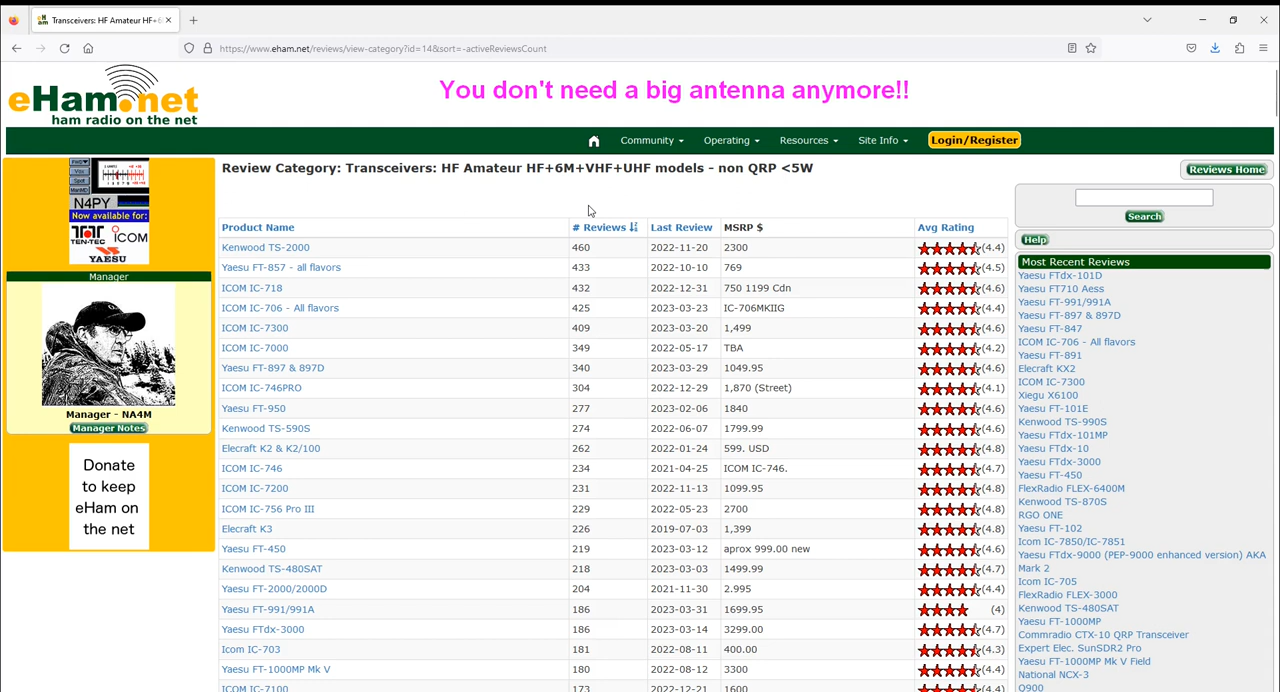 Transceivers: HF Amateur HF+6
https://www.eham.net/reviews/view-category?id=14&sort=-activeReviewsCount
eHam.net
ham radio on the net
You don't need a big antenna anymore!!
Community
Operating
Resources
Site Info
Login/Register
N4PY
Now available for:
TEN-TEC
ICOM
YAESU
Manager
Manager - NA4M
Manager Notes
Donate
to keep
eHam on
the net
Review Category: Transceivers: HF Amateur HF+6M+VHF+UHF models - non QRP <5W
Product Name # Reviews Last Review MSRP $ Avg Rating
Kenwood TS-2000 460 2022-11-20 2300 (4.4)
Yaesu FT-857 - all flavors 433 2022-10-10 769 (4.5)
ICOM IC-718 432 2022-12-31 750 1199 Cdn (4.6)
ICOM IC-706 - All flavors 425 2023-03-23 IC-706MKIIG (4.4)
ICOM IC-7300 409 2023-03-20 1,499 (4.6)
ICOM IC-7000 349 2022-05-17 TBA (4.2)
Yaesu FT-897 & 897D 340 2023-03-29 1049.95 (4.6)
ICOM IC-746PRO 304 2022-12-29 1,870 (Street) (4.1)
Yaesu FT-950 277 2023-02-06 1840 (4.6)
Kenwood TS-590S 274 2022-06-07 1799.99 (4.6)
Elecraft K2 & K2/100 262 2022-01-24 599. USD (4.8)
ICOM IC-746 234 2021-04-25 ICOM IC-746. (4.7)
ICOM IC-7200 231 2022-11-13 1099.95 (4.8)
ICOM IC-756 Pro III 229 2022-05-23 2700 (4.8)
Elecraft K3 226 2019-07-03 1,399 (4.8)
Yaesu FT-450 219 2023-03-12 aprox 999.00 new (4.6)
Kenwood TS-480SAT 218 2023-03-03 1499.99 (4.7)
Yaesu FT-2000/2000D 204 2021-11-30 2.995 (4.4)
Yaesu FT-991/991A 186 2023-03-31 1699.95 (4)
Yaesu FTdx-3000 186 2023-03-14 3299.00 (4.7)
Icom IC-703 181 2022-08-11 400.00 (4.3)
Yaesu FT-1000MP Mk V 180 2022-08-12 3300 (4.4)
ICOM IC-7100 173 2022-12-21 1600 (4.4)
Reviews Home
Search
Help
Most Recent Reviews
Yaesu FTdx-101D
Yaesu FT710 Aess
Yaesu FT-991/991A
Yaesu FT-897 & 897D
Yaesu FT-847
ICOM IC-706 - All flavors
Yaesu FT-891
Elecraft KX2
ICOM IC-7300
Xiegu X6100
Yaesu FT-101E
Kenwood TS-990S
Yaesu FTdx-101MP
Yaesu FTdx-10
Yaesu FTdx-3000
Yaesu FT-450
FlexRadio FLEX-6400M
Kenwood TS-870S
RGO ONE
Yaesu FT-102
Icom IC-7850/IC-7851
Yaesu FTdx-9000 (PEP-9000 enhanced version) AKA
Mark 2
Icom IC-705
FlexRadio FLEX-3000
Kenwood TS-480SAT
Yaesu FT-1000MP
Commradio CTX-10 QRP Transceiver
Expert Elec. SunSDR2 Pro
Yaesu FT-1000MP Mk V Field
National NCX-3
Q900